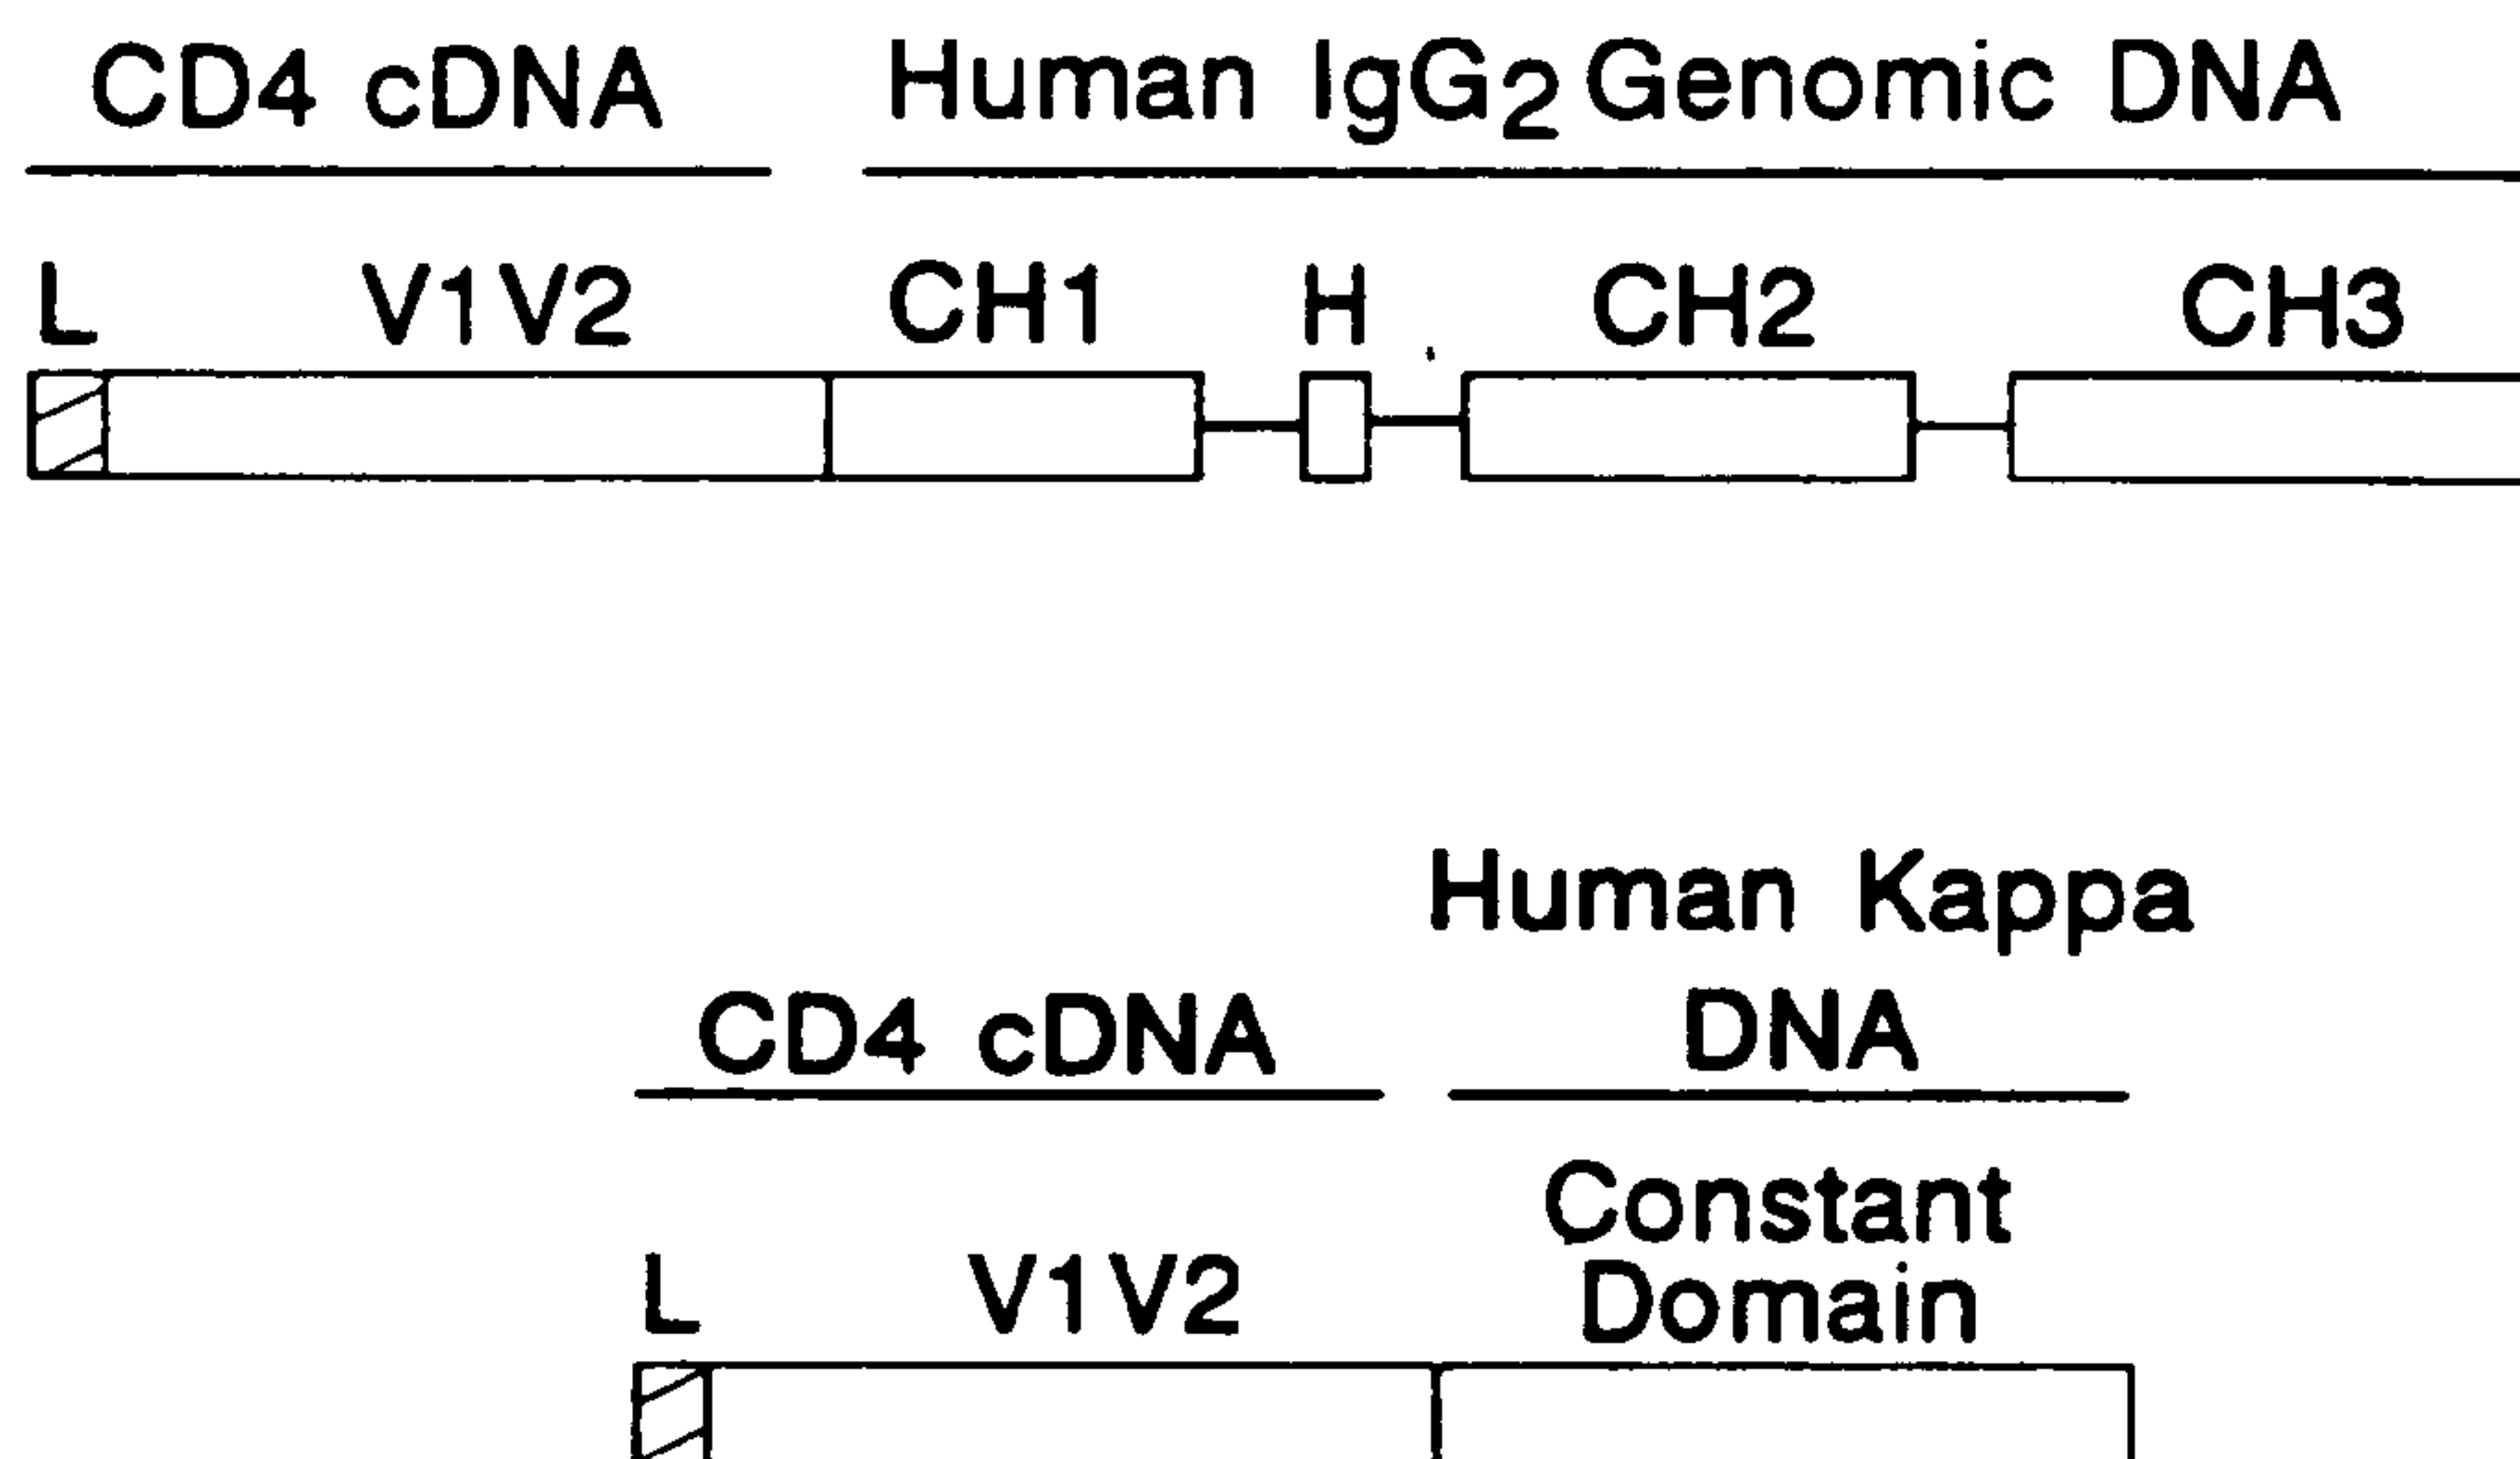 CD4 cDNA Human IgG2 Genomic DNA
L V1V2 CH1 H CH2 CH3
Human Kappa
CD4 cDNA DNA
Constant
L V1V2 Domain